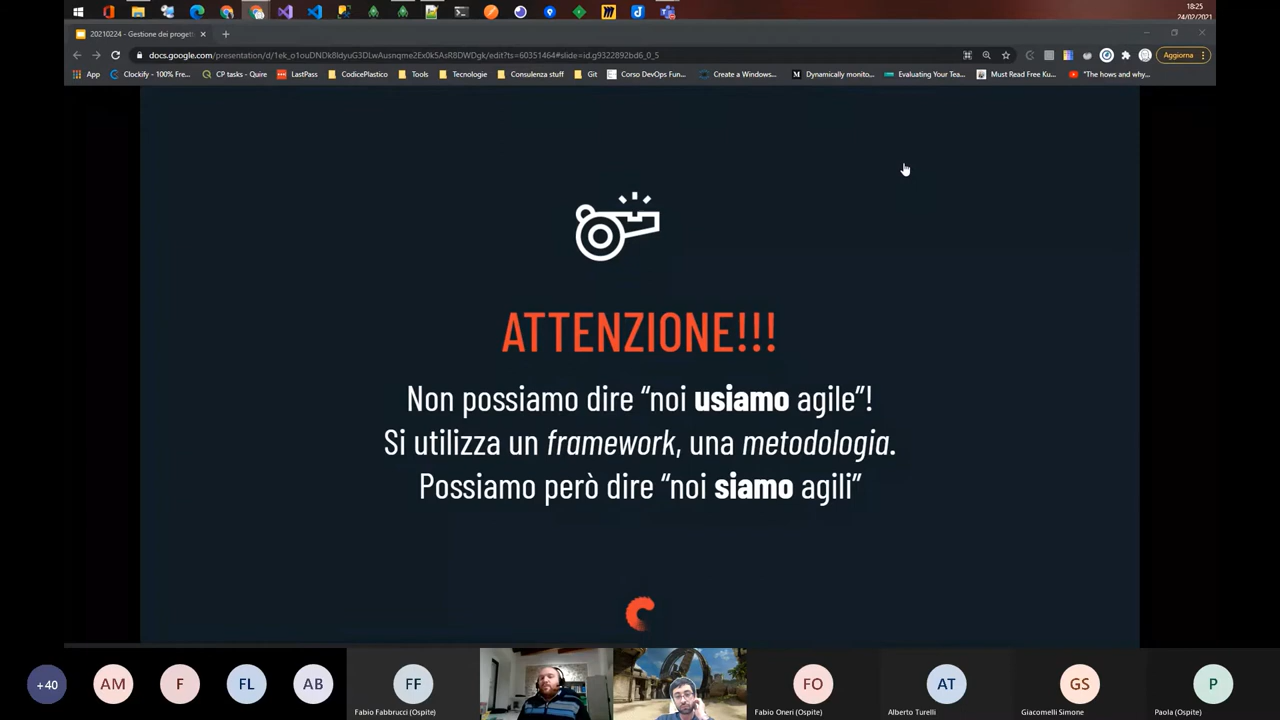 18:25
24/02/2021
20210224 - Gestione dei progett
docs.google.com/presentation/d/1ek_o1ouDNDk8ldyuG3DLwAusnqme2Ex0k5AsR8DWDgk/edit?ts=60351464#slide=id.g9322892bd6_0_5
Aggiorna
App
Clockify - 100% Fre...
CP tasks - Quire
LastPass
CodicePlastico
Tools
Tecnologie
Consulenza stuff
Git
Corso DevOps Fun...
Create a Windows...
Dynamically monito...
Evaluating Your Tea...
Must Read Free Ku...
"The hows and why...
ATTENZIONE!!!
Non possiamo dire “noi usiamo agile”!
Si utilizza un framework, una metodologia.
Possiamo però dire “noi siamo agili”
+40
AM
F
FL
AB
FF
Fabio Fabbrucci (Ospite)
FO
Fabio Oneri (Ospite)
AT
Alberto Turelli
GS
Giacomelli Simone
P
Paola (Ospite)